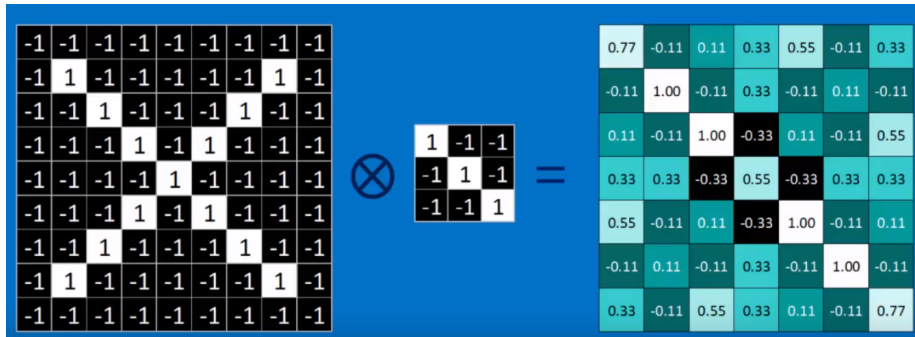 -1 -1 -1 -1 -1 -1 -1 -1 -1
-1 1 -1 -1 -1 -1 -1 1 -1
-1 -1 1 -1 -1 -1 1 -1 -1
-1 -1 -1 1 -1 1 -1 -1 -1
-1 -1 -1 -1 1 -1 -1 -1 -1
-1 -1 -1 1 -1 1 -1 -1 -1
-1 -1 1 -1 -1 -1 1 -1 -1
-1 1 -1 -1 -1 -1 -1 1 -1
-1 -1 -1 -1 -1 -1 -1 -1 -1
⊗
1 -1 -1
-1 1 -1
-1 -1 1
=
0.77 -0.11 0.11 0.33 0.55 -0.11 0.33
-0.11 1.00 -0.11 0.33 -0.11 0.11 -0.11
0.11 -0.11 1.00 -0.33 0.11 -0.11 0.55
0.33 0.33 -0.33 0.55 -0.33 0.33 0.33
0.55 -0.11 0.11 -0.33 1.00 -0.11 0.11
-0.11 0.11 -0.11 0.33 -0.11 1.00 -0.11
0.33 -0.11 0.55 0.33 0.11 -0.11 0.77